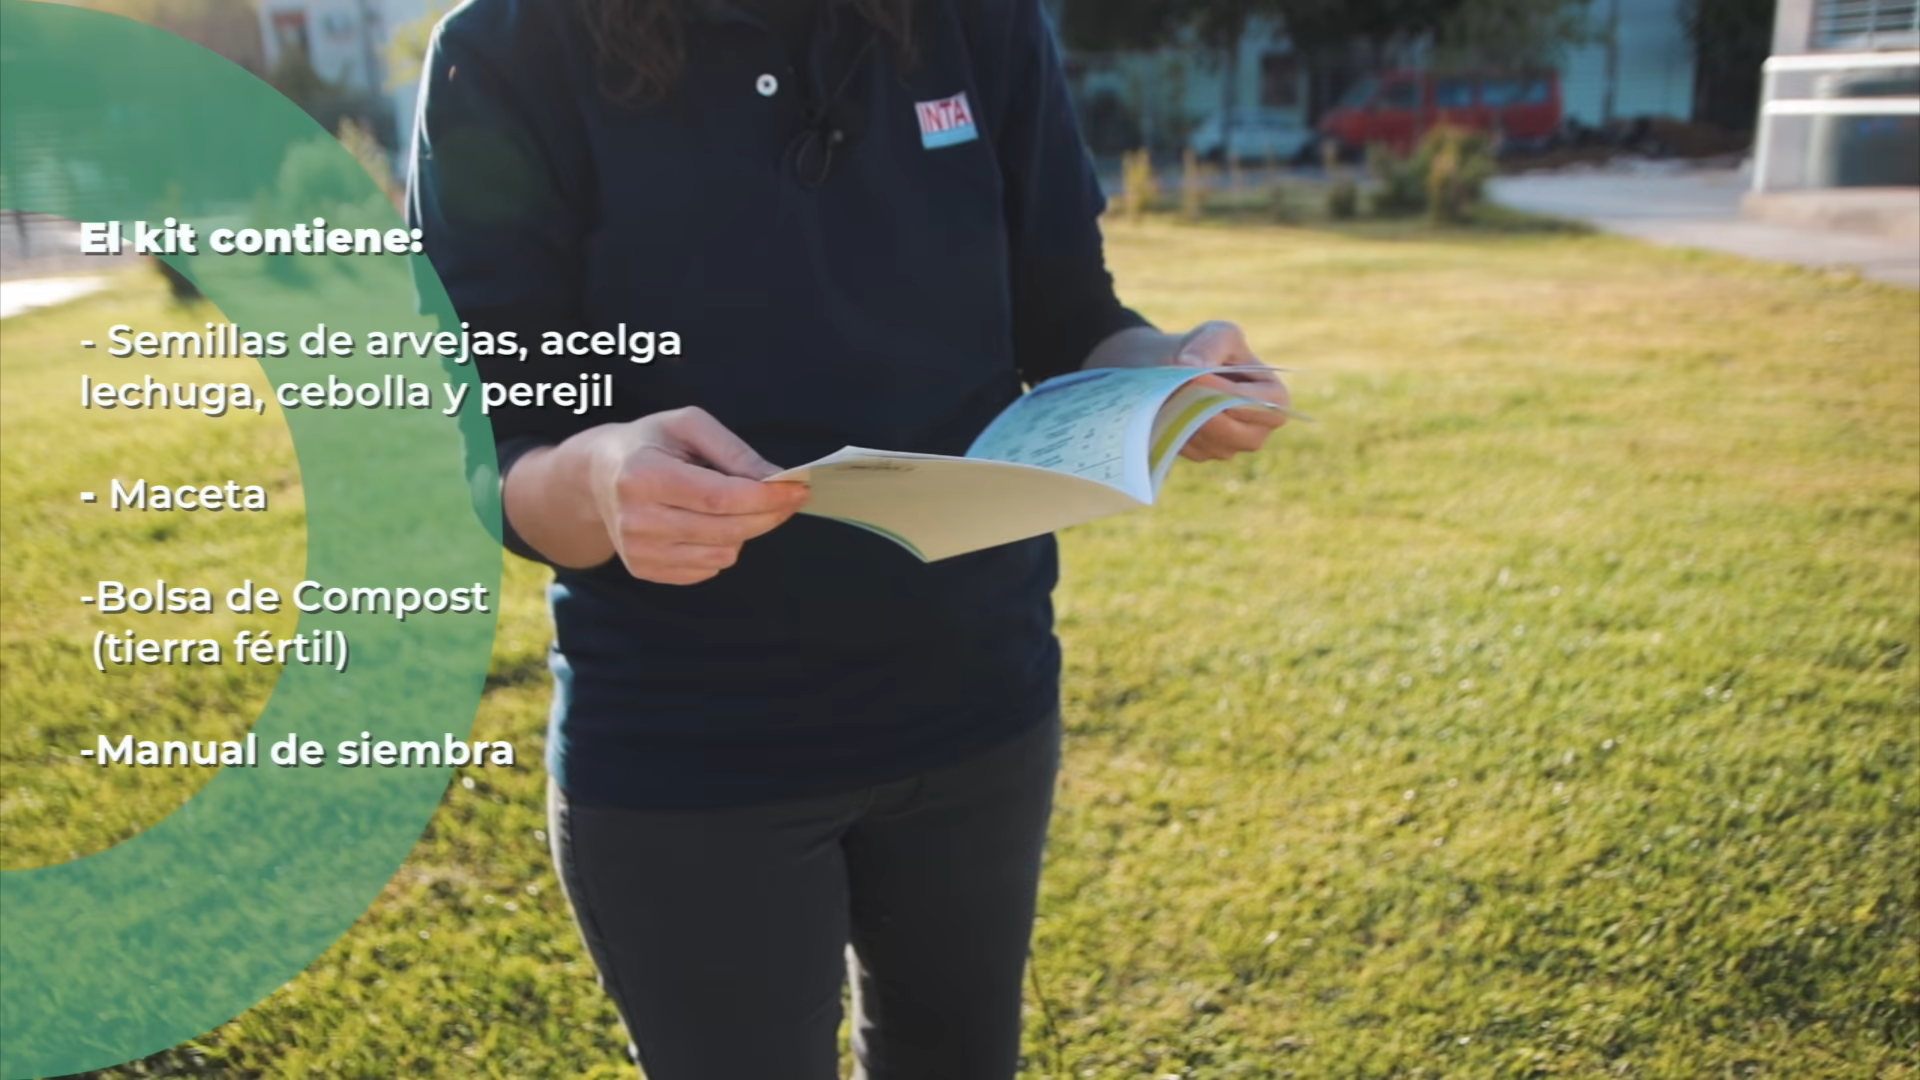 El kit contiene:
- Semillas de arvejas, acelga
lechuga, cebolla y perejil
- Maceta
-Bolsa de Compost
(tierra fértil)
-Manual de siembra
INTA